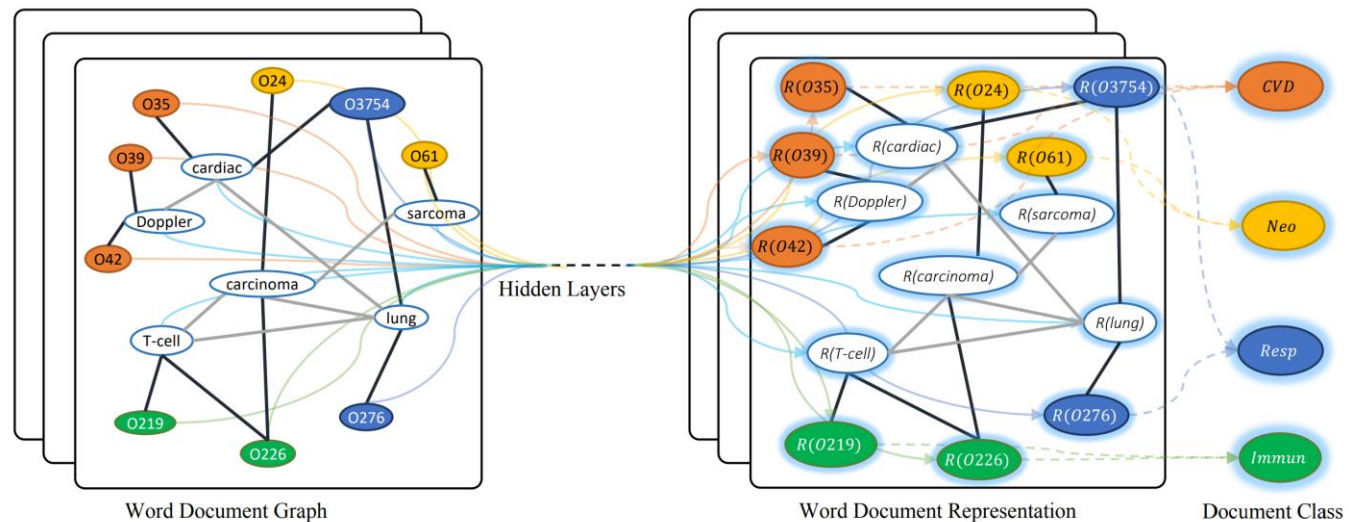 O24
O35
O3754
O39
cardiac
O61
Doppler
sarcoma
O42
carcinoma
lung
T-cell
O219
O276
O226
Word Document Graph
Hidden Layers
R(O35)
R(O24)
R(O3754)
R(O39)
R(cardiac)
R(O61)
R(Doppler)
R(sarcoma)
R(O42)
R(carcinoma)
R(lung)
R(T-cell)
R(O276)
R(O219)
R(O226)
Word Document Representation
CVD
Neo
Resp
Immun
Document Class